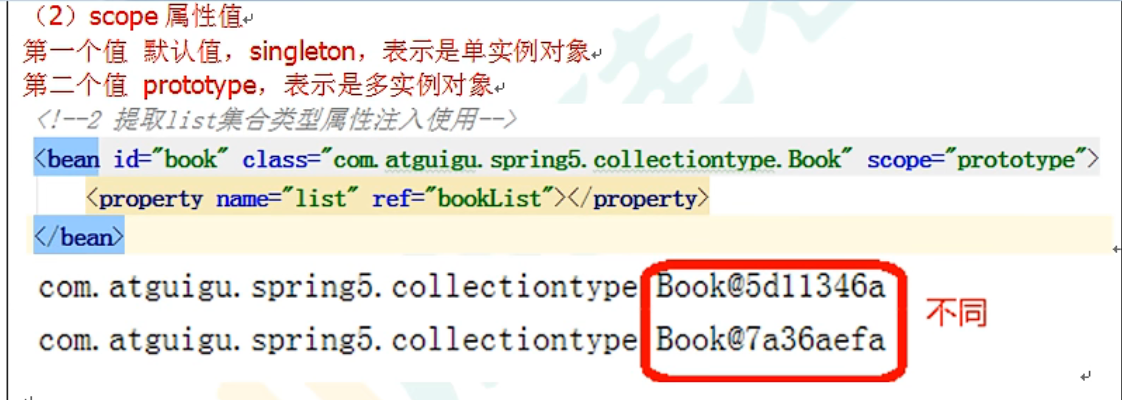 （2）scope 属性值
第一个值 默认值，singleton，表示是单实例对象
第二个值 prototype，表示是多实例对象
<!--2 提取list集合类型属性注入使用-->
<bean id="book" class="com.atguigu.spring5.collectiontype.Book" scope="prototype">
<property name="list" ref="bookList"></property>
</bean>
com.atguigu.spring5.collectiontype Book@5d11346a
com.atguigu.spring5.collectiontype Book@7a36aefa
不同